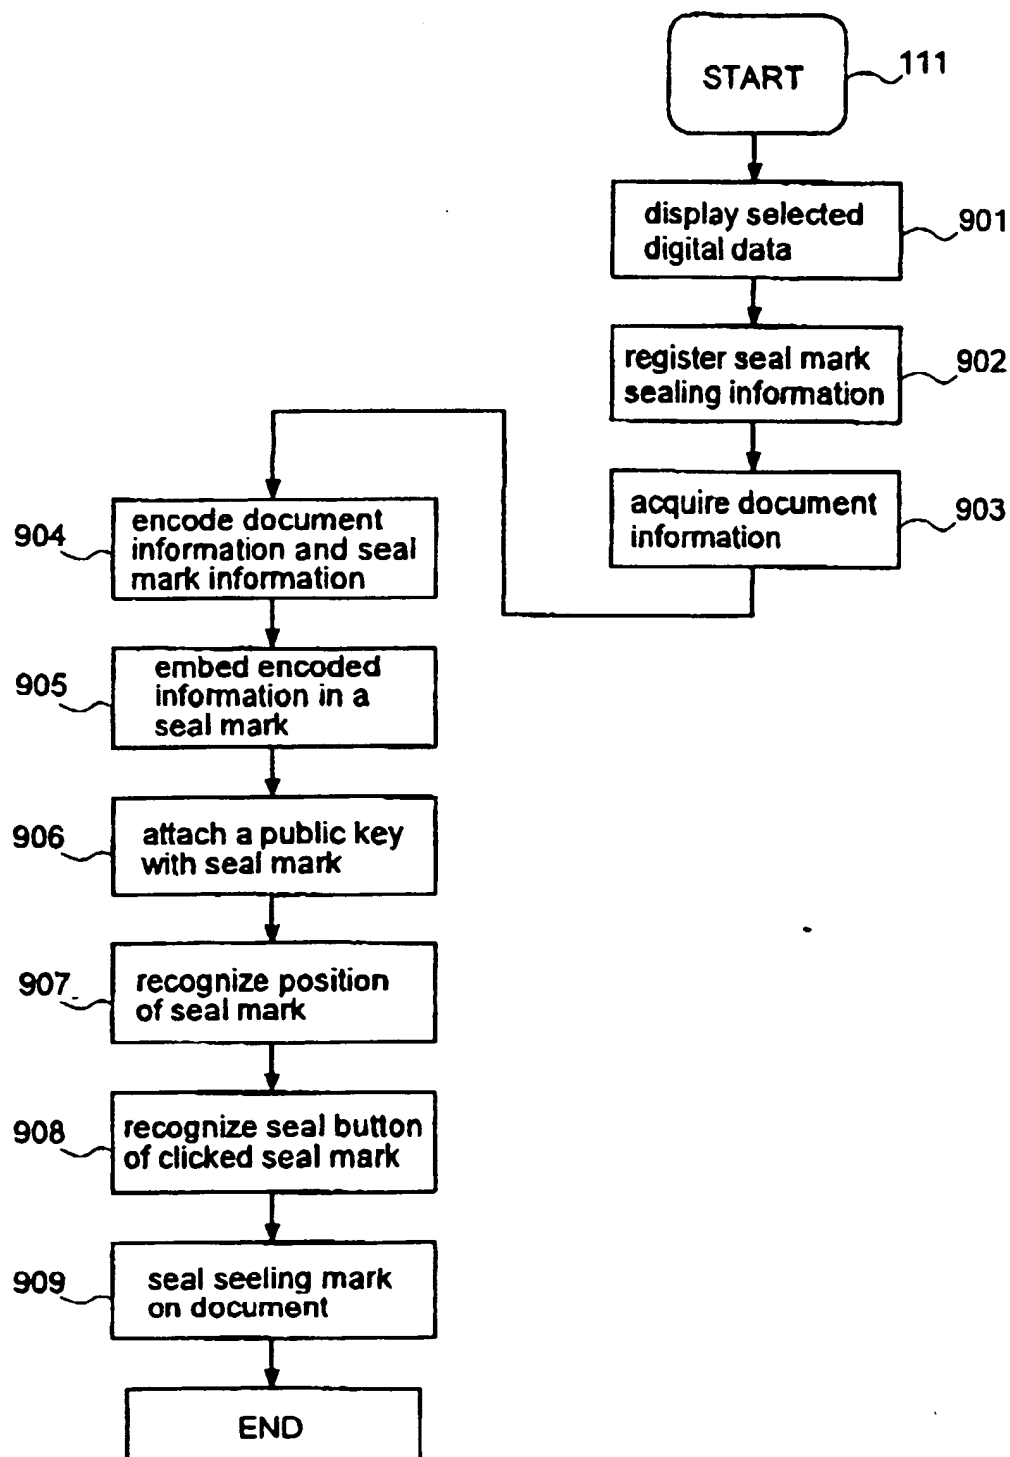 START
111
display selected
digital data
901
register seal mark
sealing information
902
acquire document
information
903
904
encode document
information and seal
mark information
905
embed encoded
information in a
seal mark
906
attach a public key
with seal mark
907
recognize position
of seal mark
908
recognize seal button
of clicked seal mark
909
seal seeling mark
on document
END